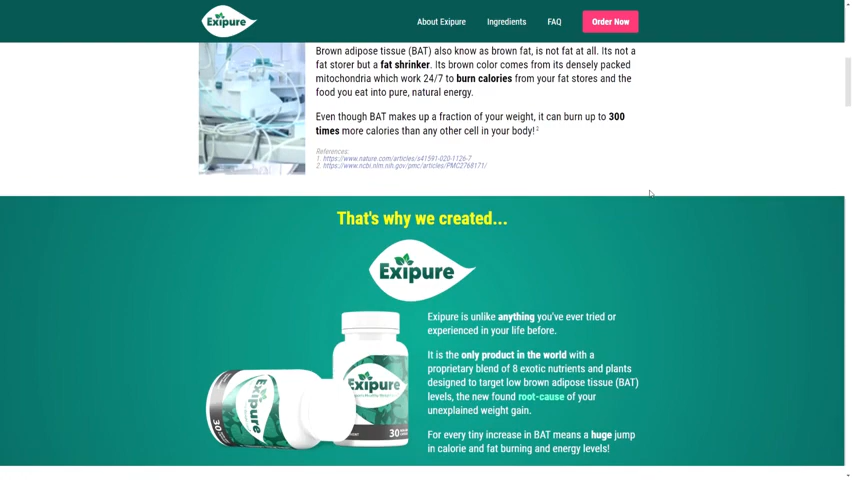 Exipure
About Exipure
Ingredients
FAQ
Order Now
Brown adipose tissue (BAT) also know as brown fat, is not fat at all. Its not a
fat storer but a fat shrinker. Its brown color comes from its densely packed
mitochondria which work 24/7 to burn calories from your fat stores and the
food you eat into pure, natural energy.
Even though BAT makes up a fraction of your weight, it can burn up to 300
times more calories than any other cell in your body! 2
References:
1. https://www.nature.com/articles/s41591-020-1126-7
2. https://www.ncbi.nlm.nih.gov/pmc/articles/PMC2768171/
That's why we created...
Exipure
Exipure is unlike anything you've ever tried or
experienced in your life before.
It is the only product in the world with a
proprietary blend of 8 exotic nutrients and plants
designed to target low brown adipose tissue (BAT)
levels, the new found root-cause of your
unexplained weight gain.
For every tiny increase in BAT means a huge jump
in calorie and fat burning and energy levels!
Exipure
30
Exipure
30